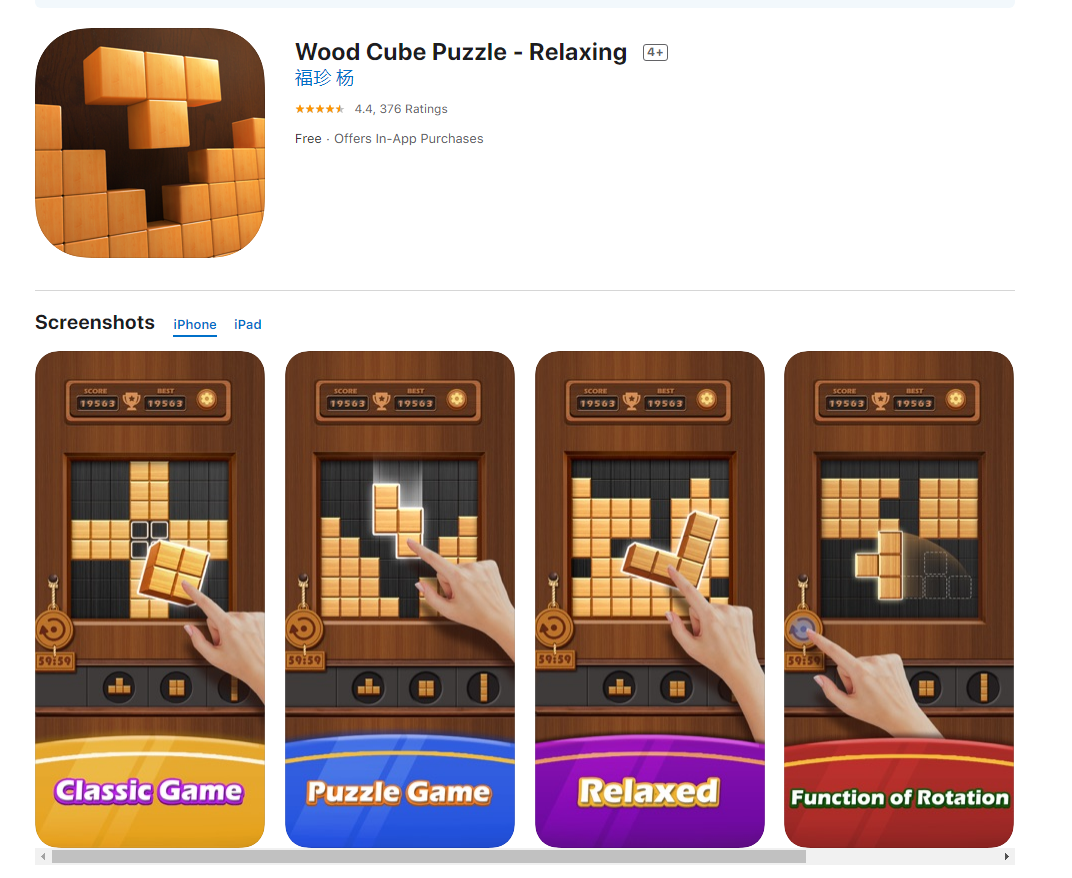 Wood Cube Puzzle - Relaxing 4+
福珍 杨
4.4, 376 Ratings
Free · Offers In-App Purchases
Screenshots iPhone iPad
SCORE BEST
19563 19563
59:59
Classic Game
SCORE BEST
19563 19563
59:59
Puzzle Game
SCORE BEST
19563 19563
59:59
Relaxed
SCORE BEST
19563 19563
59:59
Function of Rotation